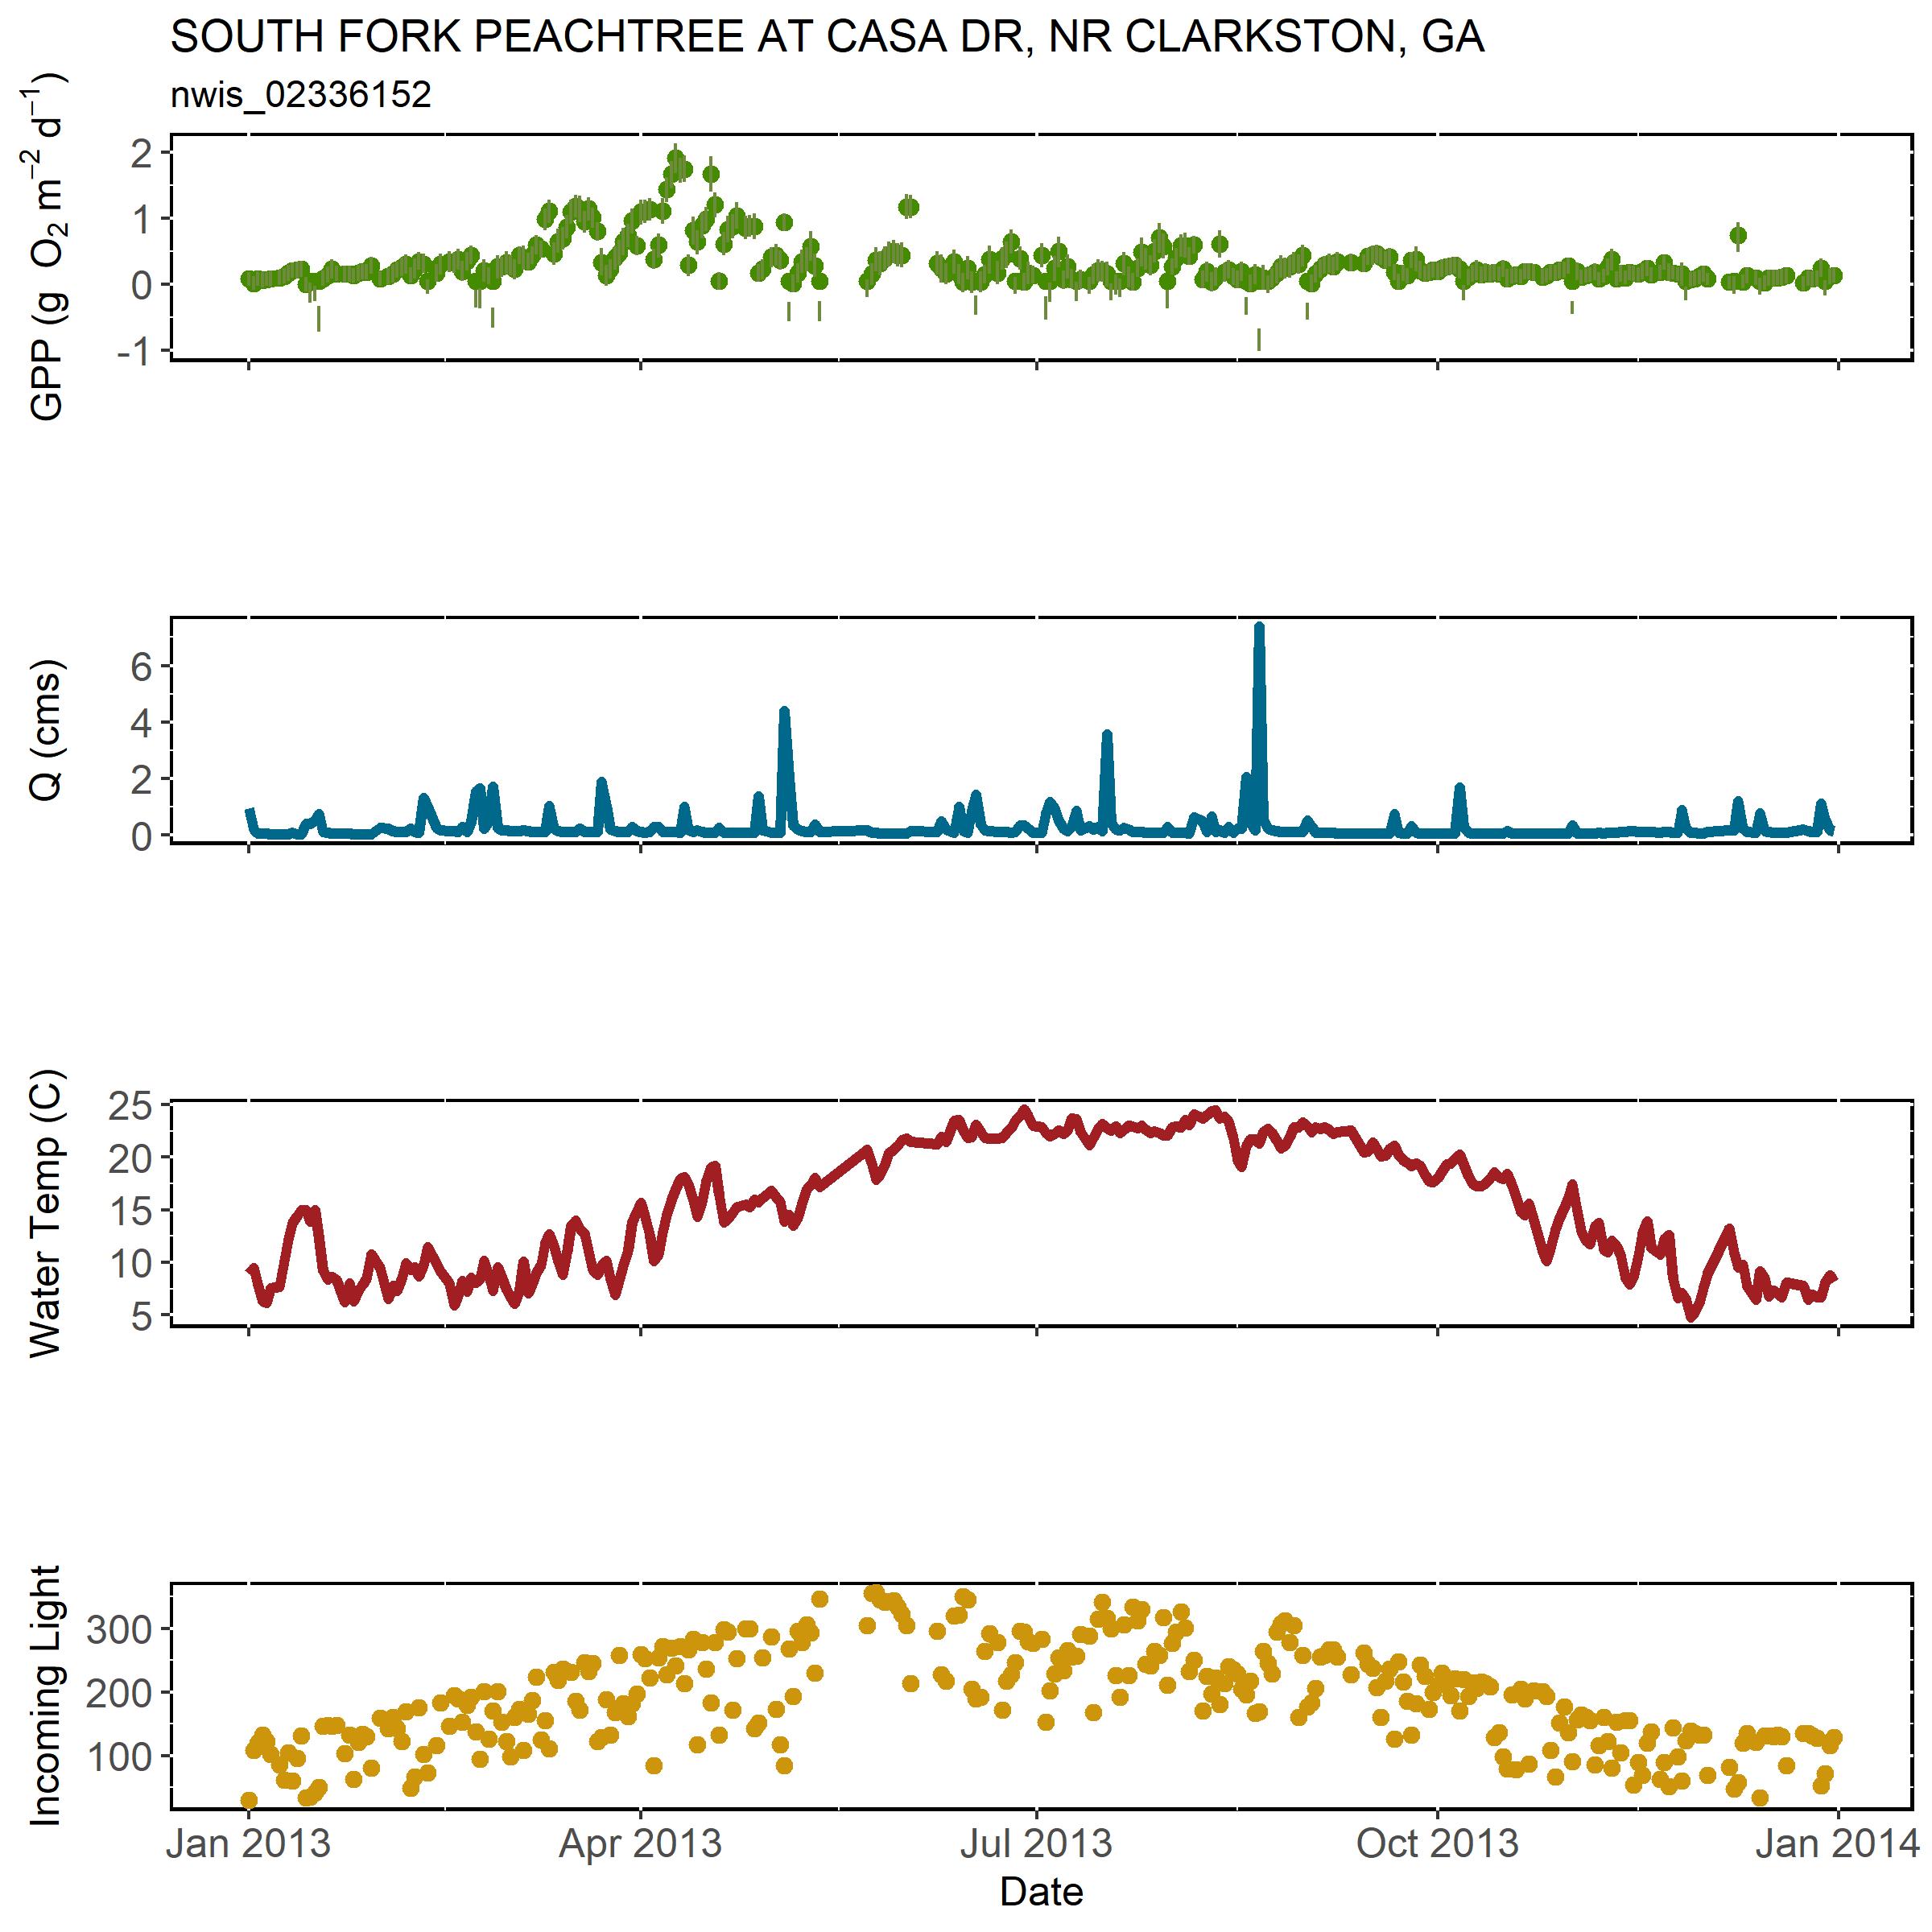 SOUTH FORK PEACHTREE AT CASA DR, NR CLARKSTON, GA
nwis_02336152
GPP (g O₂ m⁻² d⁻¹)
2
1
0
-1
Q (cms)
6
4
2
0
Water Temp (C)
25
20
15
10
5
Incoming Light
300
200
100
Jan 2013 Apr 2013 Jul 2013 Oct 2013 Jan 2014
Date